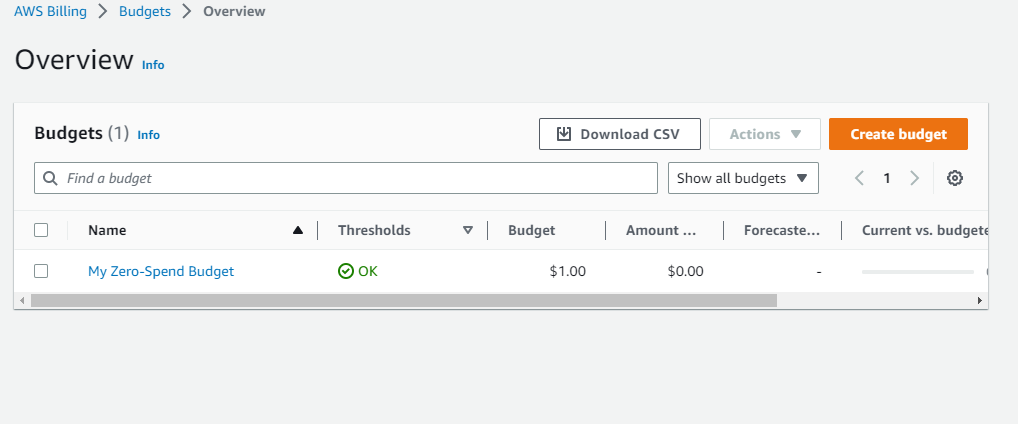 AWS Billing > Budgets > Overview
Overview Info
Budgets (1) Info Download CSV Actions Create budget
Find a budget Show all budgets 1
Name Thresholds Budget Amount ... Forecaste... Current vs. budgete
My Zero-Spend Budget OK $1.00 $0.00 -